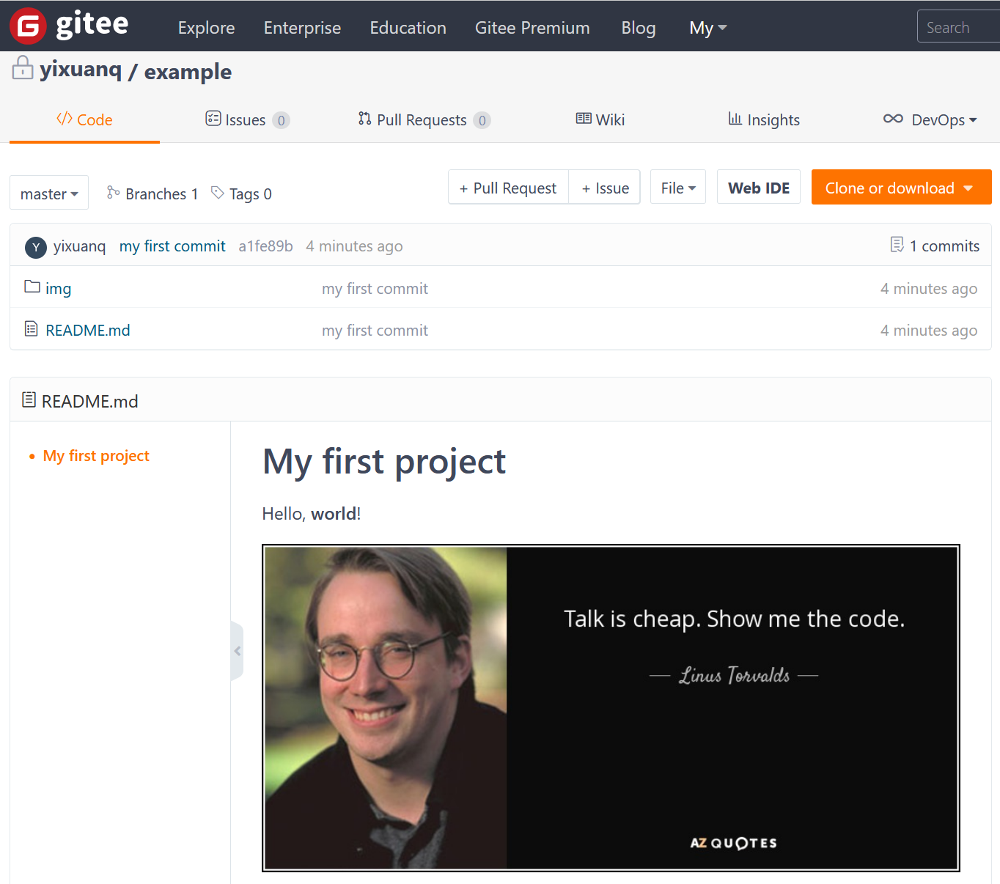 gitee Explore Enterprise Education Gitee Premium Blog My Search
yixuanq / example
Code Issues 0 Pull Requests 0 Wiki Insights DevOps
master Branches 1 Tags 0 + Pull Request + Issue File Web IDE Clone or download
Y yixuanq my first commit a1fe89b 4 minutes ago 1 commits
img my first commit 4 minutes ago
README.md my first commit 4 minutes ago
README.md
• My first project
My first project
Hello, world!
Talk is cheap. Show me the code.
— Linus Torvalds —
AZ QUOTES